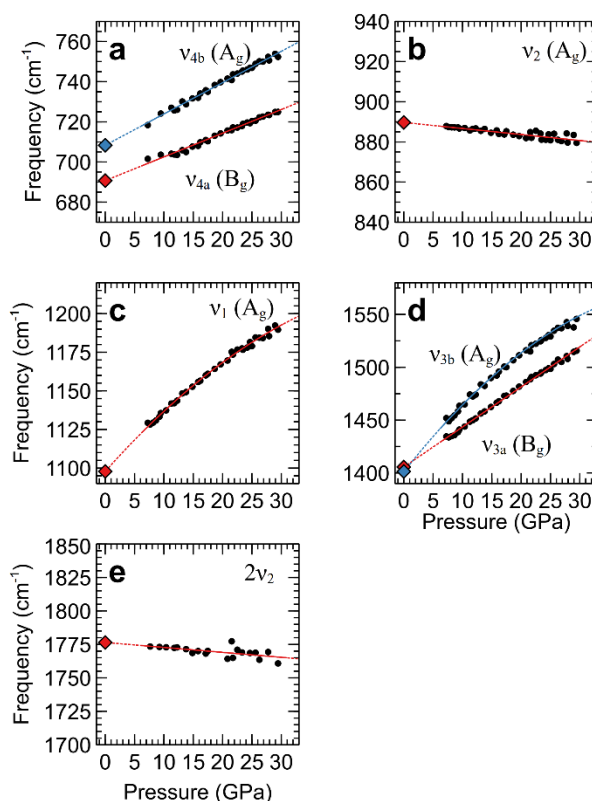 a
ν4b (Ag)
ν4a (Bg)
Frequency (cm-1)
760
740
720
700
680
0 5 10 15 20 25 30
b
ν2 (Ag)
920
900
880
860
840
0 5 10 15 20 25 30
c
ν1 (Ag)
Frequency (cm-1)
1200
1175
1150
1125
1100
0 5 10 15 20 25 30
d
ν3b (Ag)
ν3a (Bg)
1550
1500
1450
1400
0 5 10 15 20 25 30
Pressure (GPa)
e
2ν2
Frequency (cm-1)
1850
1825
1800
1775
1750
1725
1700
0 5 10 15 20 25 30
Pressure (GPa)